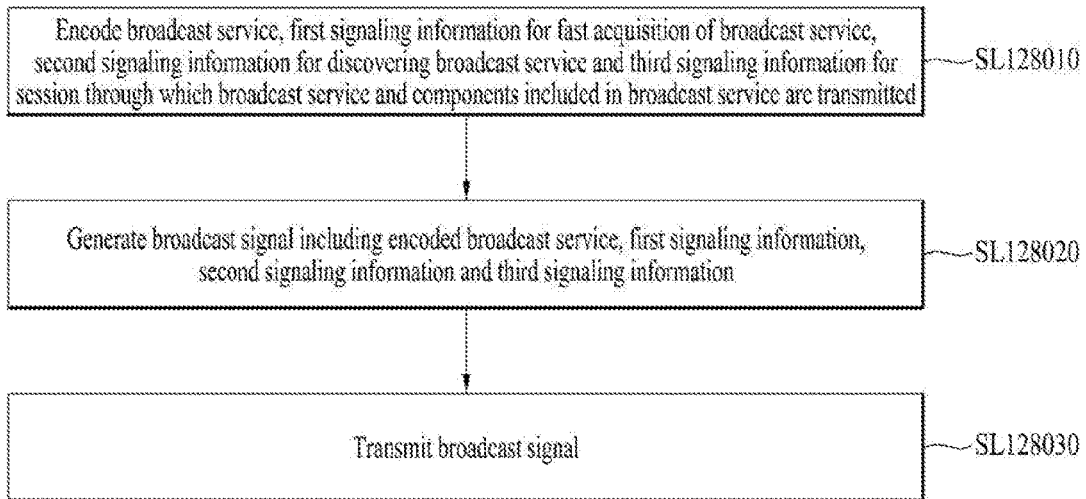 Encode broadcast service, first signaling information for fast acquisition of broadcast service,
second signaling information for discovering broadcast service and third signaling information for
session through which broadcast service and components included in broadcast service are transmitted
SL128010
Generate broadcast signal including encoded broadcast service, first signaling information,
second signaling information and third signaling information
SL128020
Transmit broadcast signal
SL128030